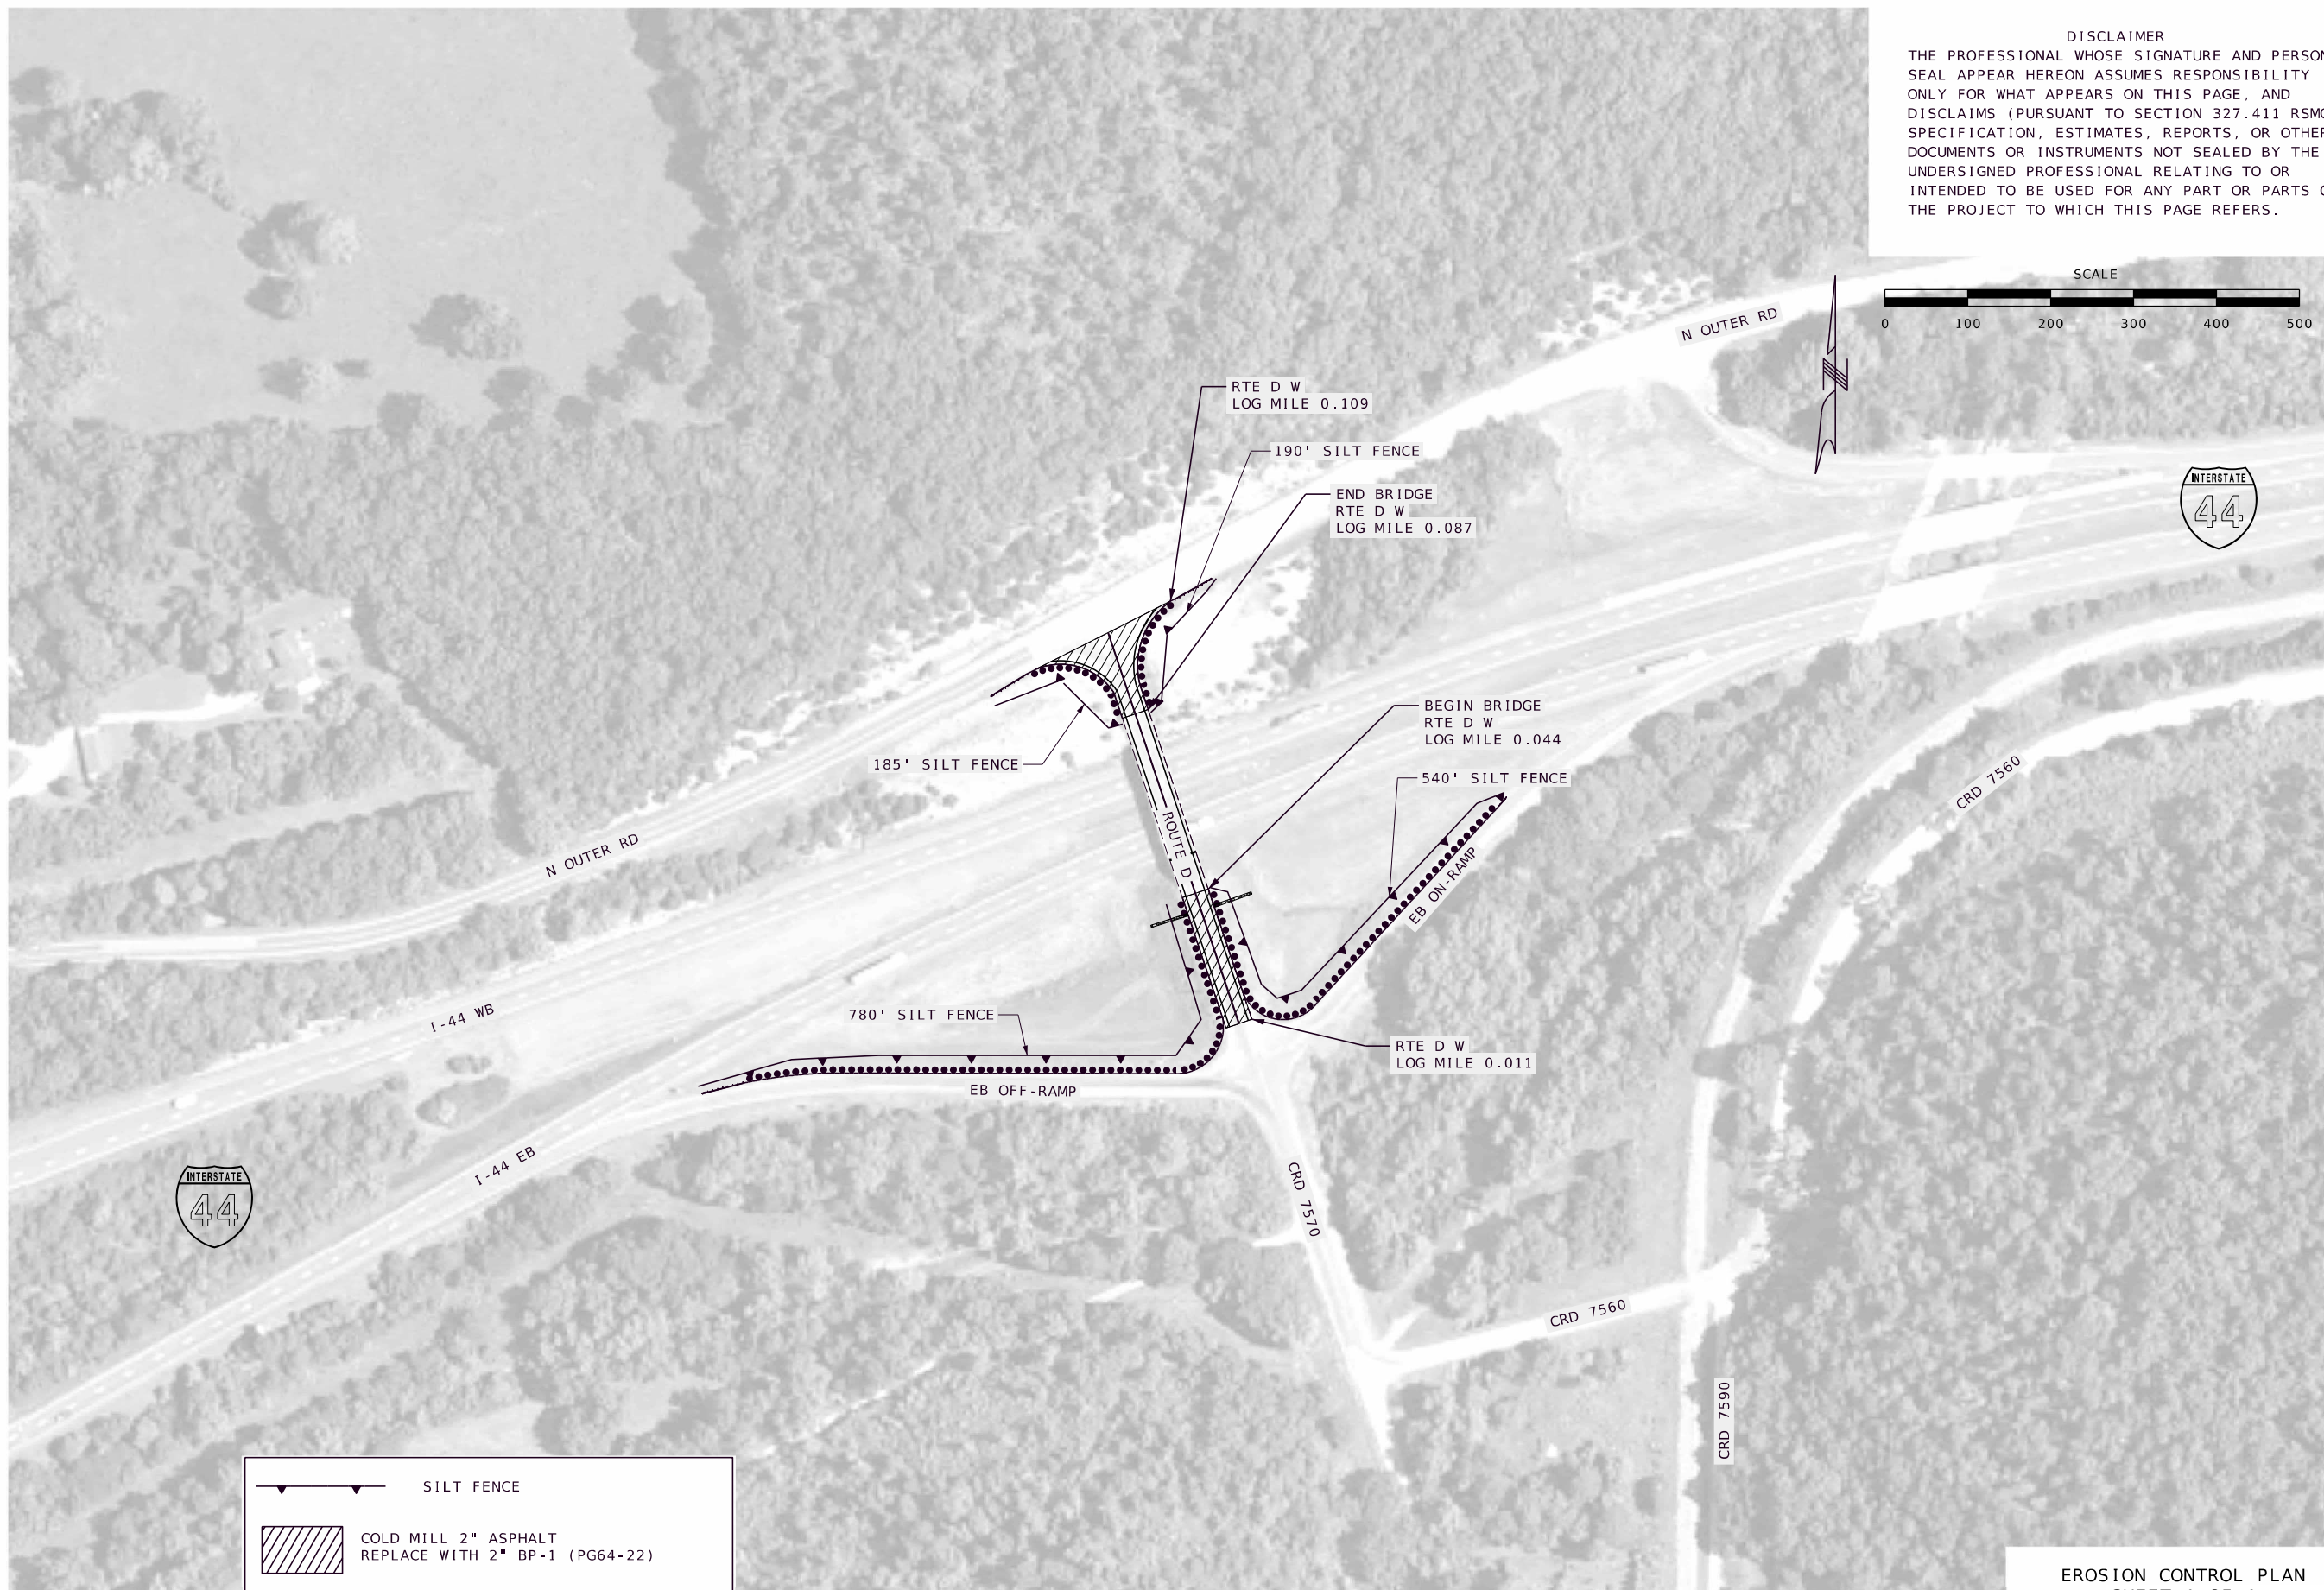 DISCLAIMER
THE PROFESSIONAL WHOSE SIGNATURE AND
SEAL APPEAR HEREON ASSUMES RESPONSIBILITY
ONLY FOR WHAT APPEARS ON THIS PAGE, AND
DISCLAIMS (PURSUANT TO SECTION 327.411
SPECIFICATION, ESTIMATES, REPORTS, OR
DOCUMENTS OR INSTRUMENTS NOT SEALED BY THE
UNDERSIGNED PROFESSIONAL RELATING TO OR
INTENDED TO BE USED FOR ANY PART OR PARTS
THE PROJECT TO WHICH THIS PAGE REFERS.
SCALE
0 100 200 300 400 500
N OUTER RD
RTE D W
LOG MILE 0.109
190' SILT FENCE
END BRIDGE
RTE D W
LOG MILE 0.087
INTERSTATE
44
BEGIN BRIDGE
RTE D W
LOG MILE 0.044
185' SILT FENCE
540' SILT FENCE
CRD 7560
ROUTE D
N OUTER RD
EB ON-RAMP
I-44 WB
780' SILT FENCE
RTE D W
LOG MILE 0.011
EB OFF-RAMP
I-44 EB
INTERSTATE
44
CRD 7570
CRD 7560
CRD 7590
SILT FENCE
COLD MILL 2" ASPHALT
REPLACE WITH 2" BP-1 (PG64-22)
EROSION CONTROL PLAN